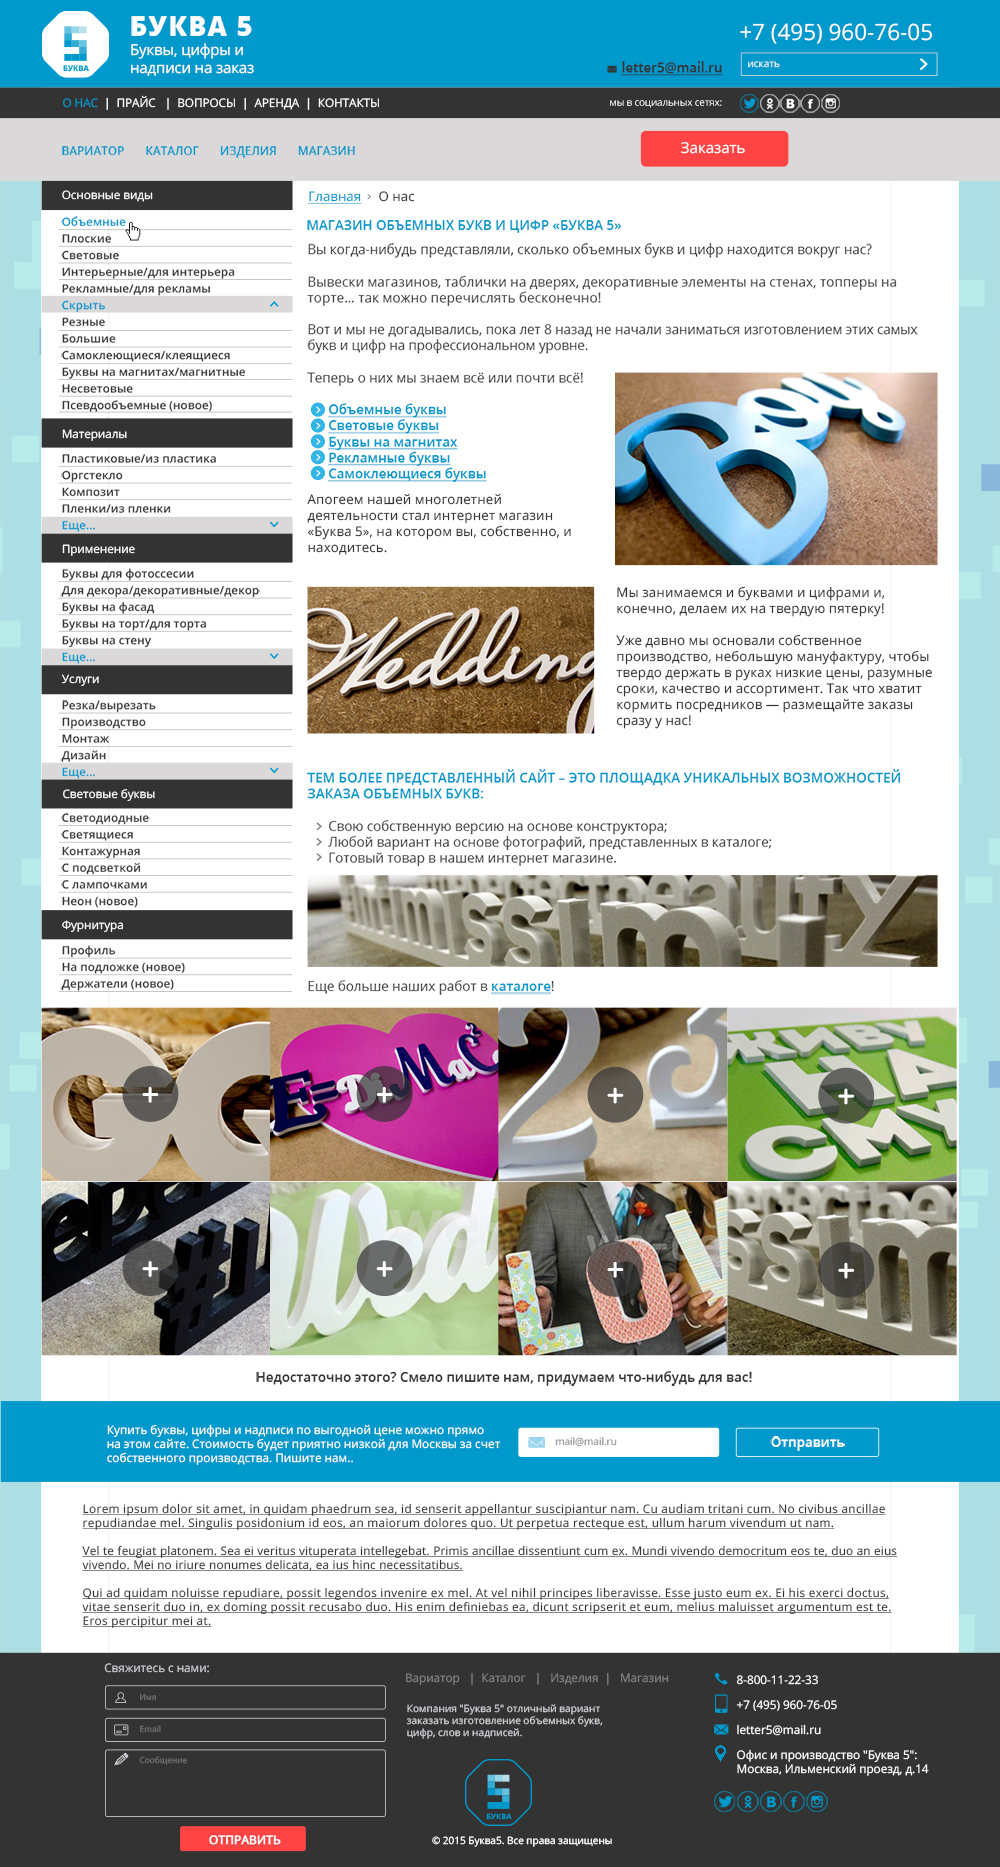 БУКВА 5
Буквы, цифры и
надписи на заказ
5
БУКВА
+7 (495) 960-76-05
letter5@mail.ru
искать
О НАС | ПРАЙС | ВОПРОСЫ | АРЕНДА | КОНТАКТЫ
мы в социальных сетях:
ВАРИАТОР КАТАЛОГ ИЗДЕЛИЯ МАГАЗИН
Заказать
Основные виды
Объемные
Плоские
Световые
Интерьерные/для интерьера
Рекламные/для рекламы
Скрыть
Резные
Большие
Самоклеющиеся/клеящиеся
Буквы на магнитах/магнитные
Несветовые
Псевдообъемные (новое)
Материалы
Пластиковые/из пластика
Оргстекло
Композит
Пленки/из пленки
Еще...
Применение
Буквы для фотоссесии
Для декора/декоративные/декор
Буквы на фасад
Буквы на торт/для торта
Буквы на стену
Еще...
Услуги
Резка/вырезать
Производство
Монтаж
Дизайн
Еще...
Световые буквы
Светодиодные
Светящиеся
Контажурная
С подсветкой
С лампочками
Неон (новое)
Фурнитура
Профиль
На подложке (новое)
Держатели (новое)
Главная › О нас
МАГАЗИН ОБЪЕМНЫХ БУКВ И ЦИФР «БУКВА 5»
Вы когда-нибудь представляли, сколько объемных букв и цифр находится вокруг нас?
Вывески магазинов, таблички на дверях, декоративные элементы на стенах, топперы на
торте... так можно перечислять бесконечно!
Вот и мы не догадывались, пока лет 8 назад не начали заниматься изготовлением этих самых
букв и цифр на профессиональном уровне.
Теперь о них мы знаем всё или почти всё!
Объемные буквы
Световые буквы
Буквы на магнитах
Рекламные буквы
Самоклеющиеся буквы
Апогеем нашей многолетней
деятельности стал интернет магазин
«Буква 5», на котором вы, собственно, и
находитесь.
Wedding
Мы занимаемся и буквами и цифрами и,
конечно, делаем их на твердую пятерку!
Уже давно мы основали собственное
производство, небольшую мануфактуру, чтобы
твердо держать в руках низкие цены, разумные
сроки, качество и ассортимент. Так что хватит
кормить посредников — размещайте заказы
сразу у нас!
ТЕМ БОЛЕЕ ПРЕДСТАВЛЕННЫЙ САЙТ – ЭТО ПЛОЩАДКА УНИКАЛЬНЫХ ВОЗМОЖНОСТЕЙ
ЗАКАЗА ОБЪЕМНЫХ БУКВ:
Свою собственную версию на основе конструктора;
Любой вариант на основе фотографий, представленных в каталоге;
Готовый товар в нашем интернет магазине.
Еще больше наших работ в каталоге!
G G
2 3
ЖИВУ
НА
СМУ
#L
Wed
LOV
ssim
Недостаточно этого? Смело пишите нам, придумаем что-нибудь для вас!
Купить буквы, цифры и надписи по выгодной цене можно прямо
на этом сайте. Стоимость будет приятно низкой для Москвы за счет
собственного производства. Пишите нам..
mail@mail.ru
Отправить
Lorem ipsum dolor sit amet, in quidam phaedrum sea, id senserit appellantur suscipiantur nam. Cu audiam tritani cum. No civibus ancillae
repudiandae mel. Singulis posidonium id eos, an maiorum dolores quo. Ut perpetua recteque est, ullum harum vivendum ut nam.
Vel te feugiat platonem. Sea ei veritus vituperata intellegebat. Primis ancillae dissentiunt cum ex. Mundi vivendo democritum eos te, duo an eius
vivendo. Mei no iriure nonumes delicata, ea ius hinc necessitatibus.
Qui ad quidam noluisse repudiare, possit legendos invenire ex mel. At vel nihil principes liberavisse. Esse justo eum ex. Ei his exerci doctus,
vitae senserit duo in, ex doming possit recusabo duo. His enim definiebas ea, dicunt scripserit et eum, melius maluisset argumentum est te.
Eros percipitur mei at.
Свяжитесь с нами:
Имя
Email
Сообщение
ОТПРАВИТЬ
Вариатор | Каталог | Изделия | Магазин
Компания "Буква 5" отличный вариант
заказать изготовление объемных букв,
цифр, слов и надписей.
5
БУКВА
© 2015 Буква5. Все права защищены
8-800-11-22-33
+7 (495) 960-76-05
letter5@mail.ru
Офис и производство "Буква 5":
Москва, Ильменский проезд, д.14